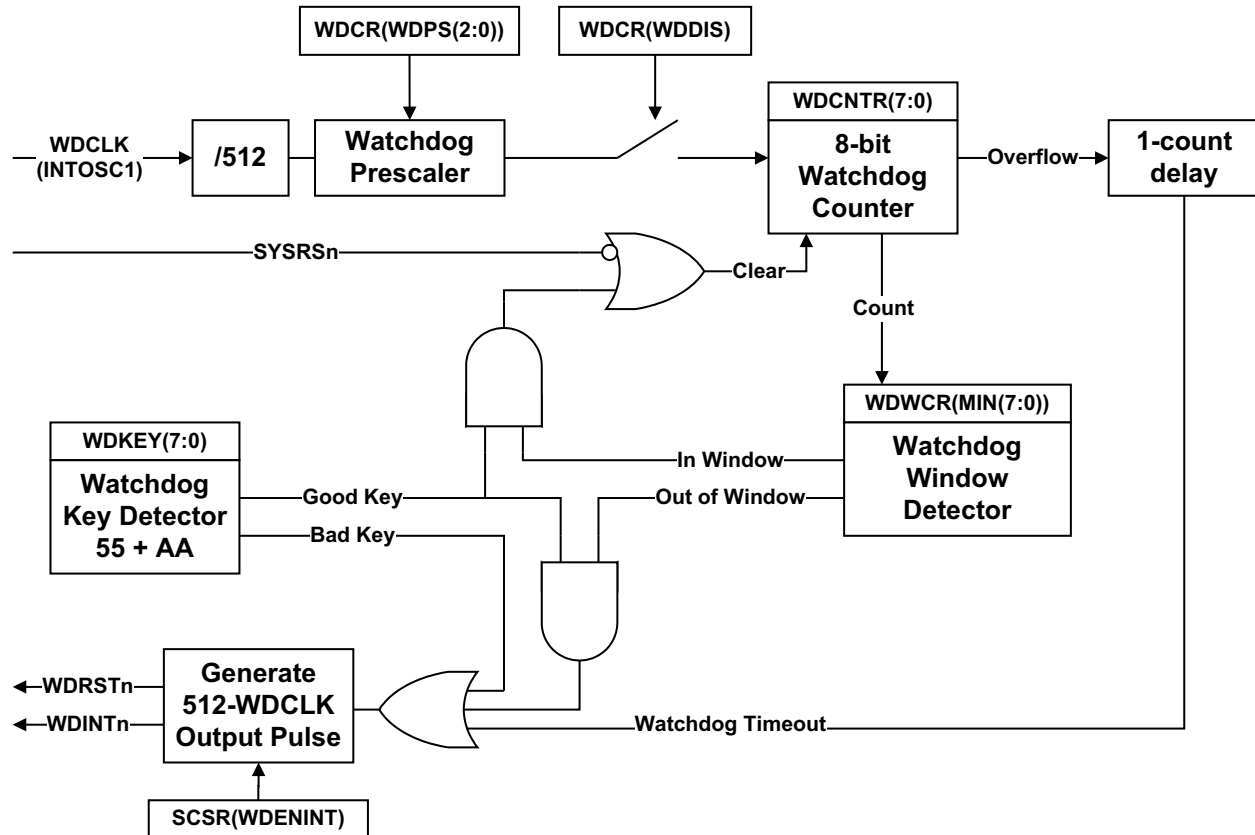 WDCR(WDPS(2:0))
WDCR(WDDIS)
WDCNTR(7:0)
WDCLK
(INTOSC1)
/512
Watchdog
Prescaler
8-bit
Watchdog
Counter
Overflow
1-count
delay
SYSRSn
Clear
Count
WDWCR(MIN(7:0))
Watchdog
Window
Detector
In Window
Out of Window
WDKEY(7:0)
Watchdog
Key Detector
55 + AA
Good Key
Bad Key
Generate
512-WDCLK
Output Pulse
WDRSTn
WDINTn
Watchdog Timeout
SCSR(WDENINT)